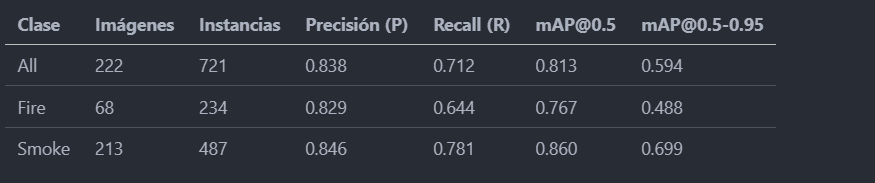 Clase Imágenes Instancias Precisión (P) Recall (R) mAP@0.5 mAP@0.5-0.95
All 222 721 0.838 0.712 0.813 0.594
Fire 68 234 0.829 0.644 0.767 0.488
Smoke 213 487 0.846 0.781 0.860 0.699